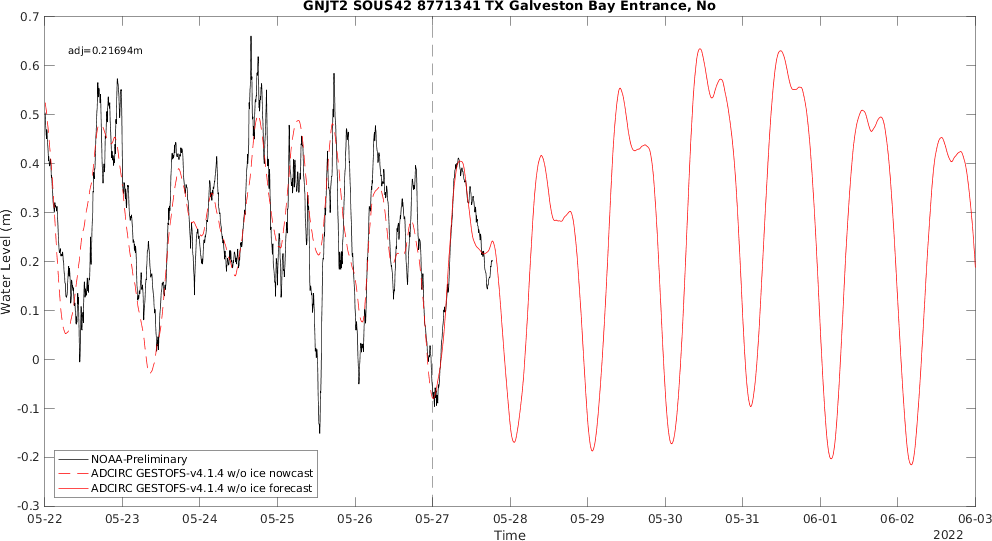 GNJT2 SOUS42 8771341 TX Galveston Bay Entrance, No
adj=0.21694m
Water Level (m)
0.7
0.6
0.5
0.4
0.3
0.2
0.1
0
-0.1
-0.2
-0.3
NOAA-Preliminary
ADCIRC GESTOFS-v4.1.4 w/o ice nowcast
ADCIRC GESTOFS-v4.1.4 w/o ice forecast
05-22 05-23 05-24 05-25 05-26 05-27 05-28 05-29 05-30 05-31 06-01 06-02 06-03
Time
2022